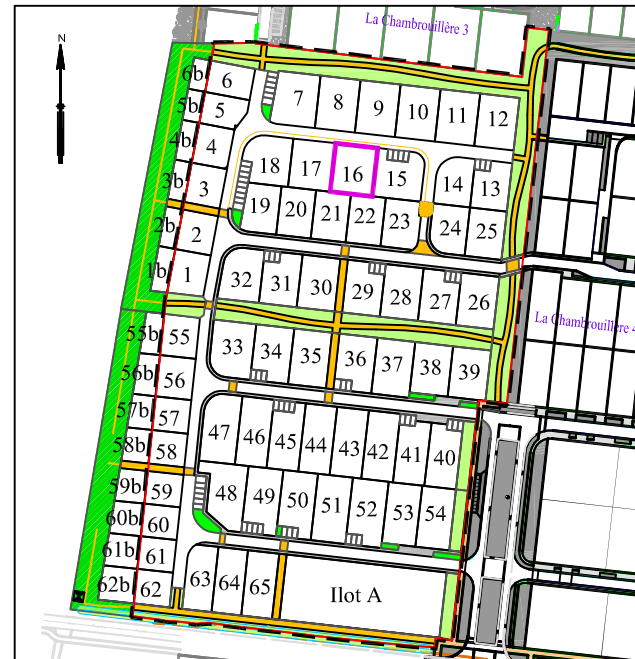 La Chambrouillère 3
N
6b 6
7 8 9 10 11 12
5b 5
4b 4
18 17 16 15 14 13
3b 3
19 20 21 22 23 24 25
2b 2
1b 1
32 31 30 29 28 27 26
La Chambrouillère 4
55b 55
33 34 35 36 37 38 39
56b 56
57b 57
47 46 45 44 43 42 41 40
58b 58
59b 59
48 49 50 51 52 53 54
60b 60
61b 61
62b 62
63 64 65 Ilot A